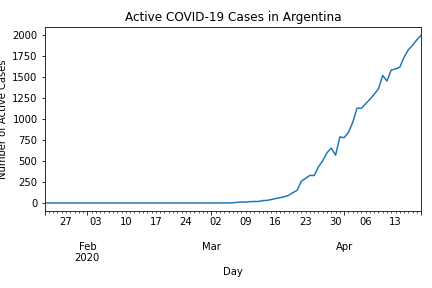 Active COVID-19 Cases in Argentina
Number of Active Cases
2000
1750
1500
1250
1000
750
500
250
0
27 03 10 17 24 02 09 16 23 30 06 13
Feb Mar Apr
2020
Day